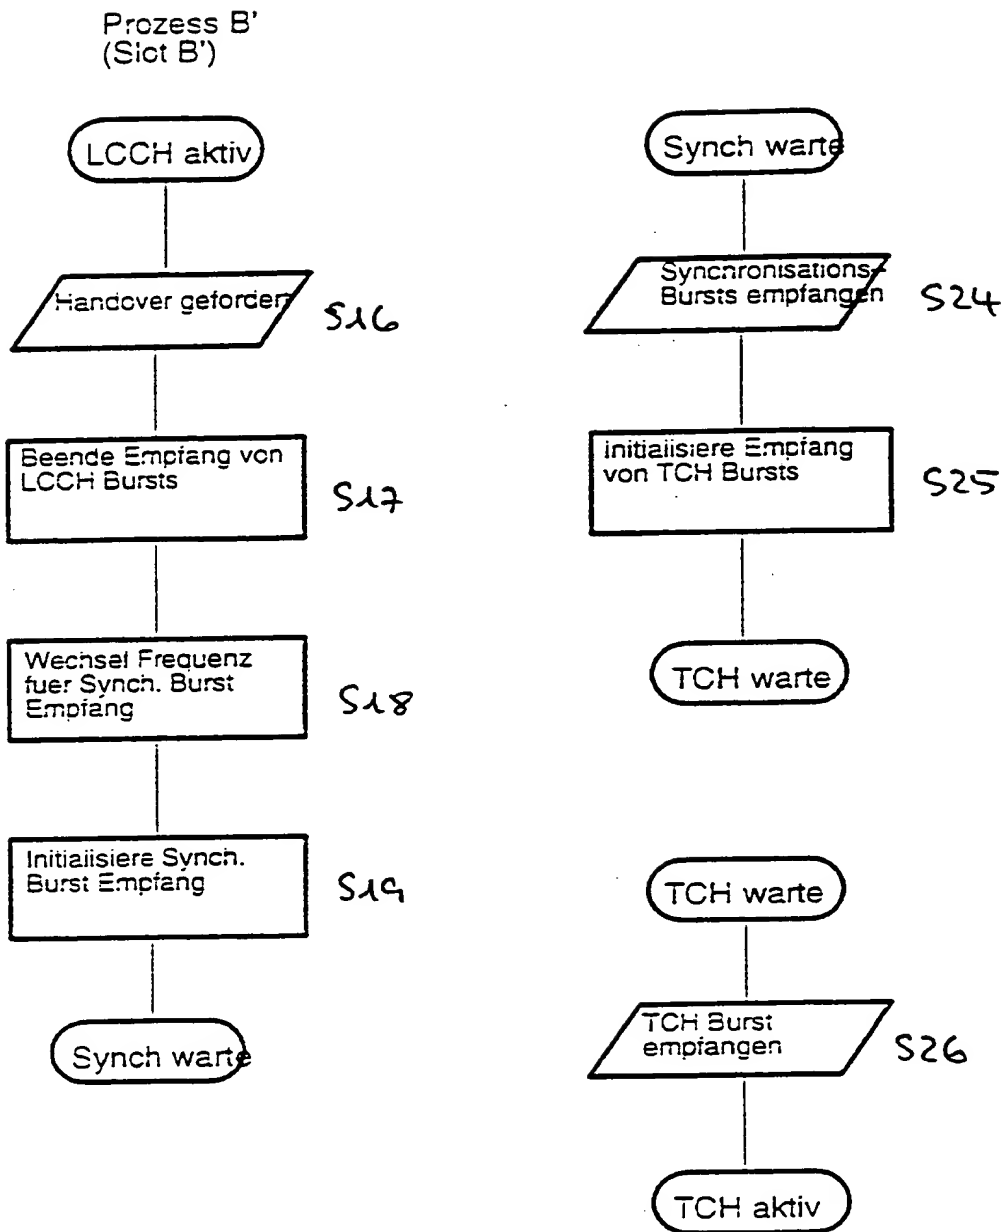 Prozess B'
(Slot B')
LCCH aktiv
Handover gefordert
S16
Beende Empfang von
LCCH Bursts
S17
Wechsel Frequenz
fuer Synch. Burst
Empfang
S18
Initialisiere Synch.
Burst Empfang
S19
Synch warte
Synch warte
Synchronisations-
Bursts empfangen
S24
Initialisiere Empfang
von TCH Bursts
S25
TCH warte
TCH warte
TCH Burst
empfangen
S26
TCH aktiv